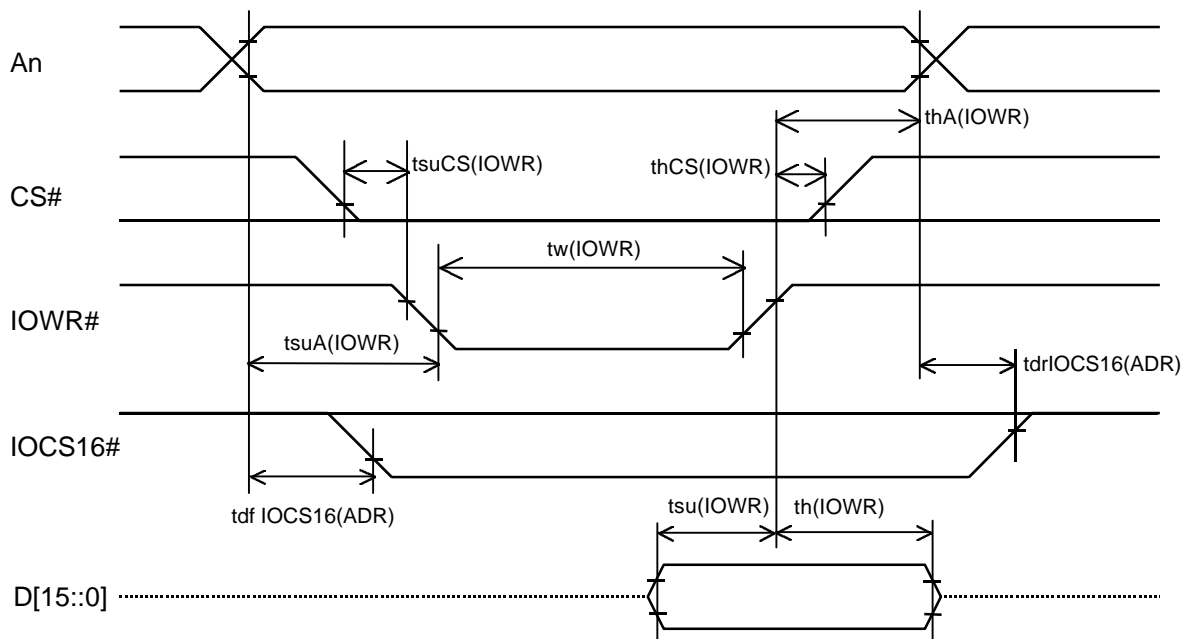 An
thA(IOWR)
tsuCS(IOWR)
thCS(IOWR)
CS#
tw(IOWR)
IOWR#
tsuA(IOWR)
tdrIOCS16(ADR)
IOCS16#
tsu(IOWR)
th(IOWR)
tdf IOCS16(ADR)
D[15::0]